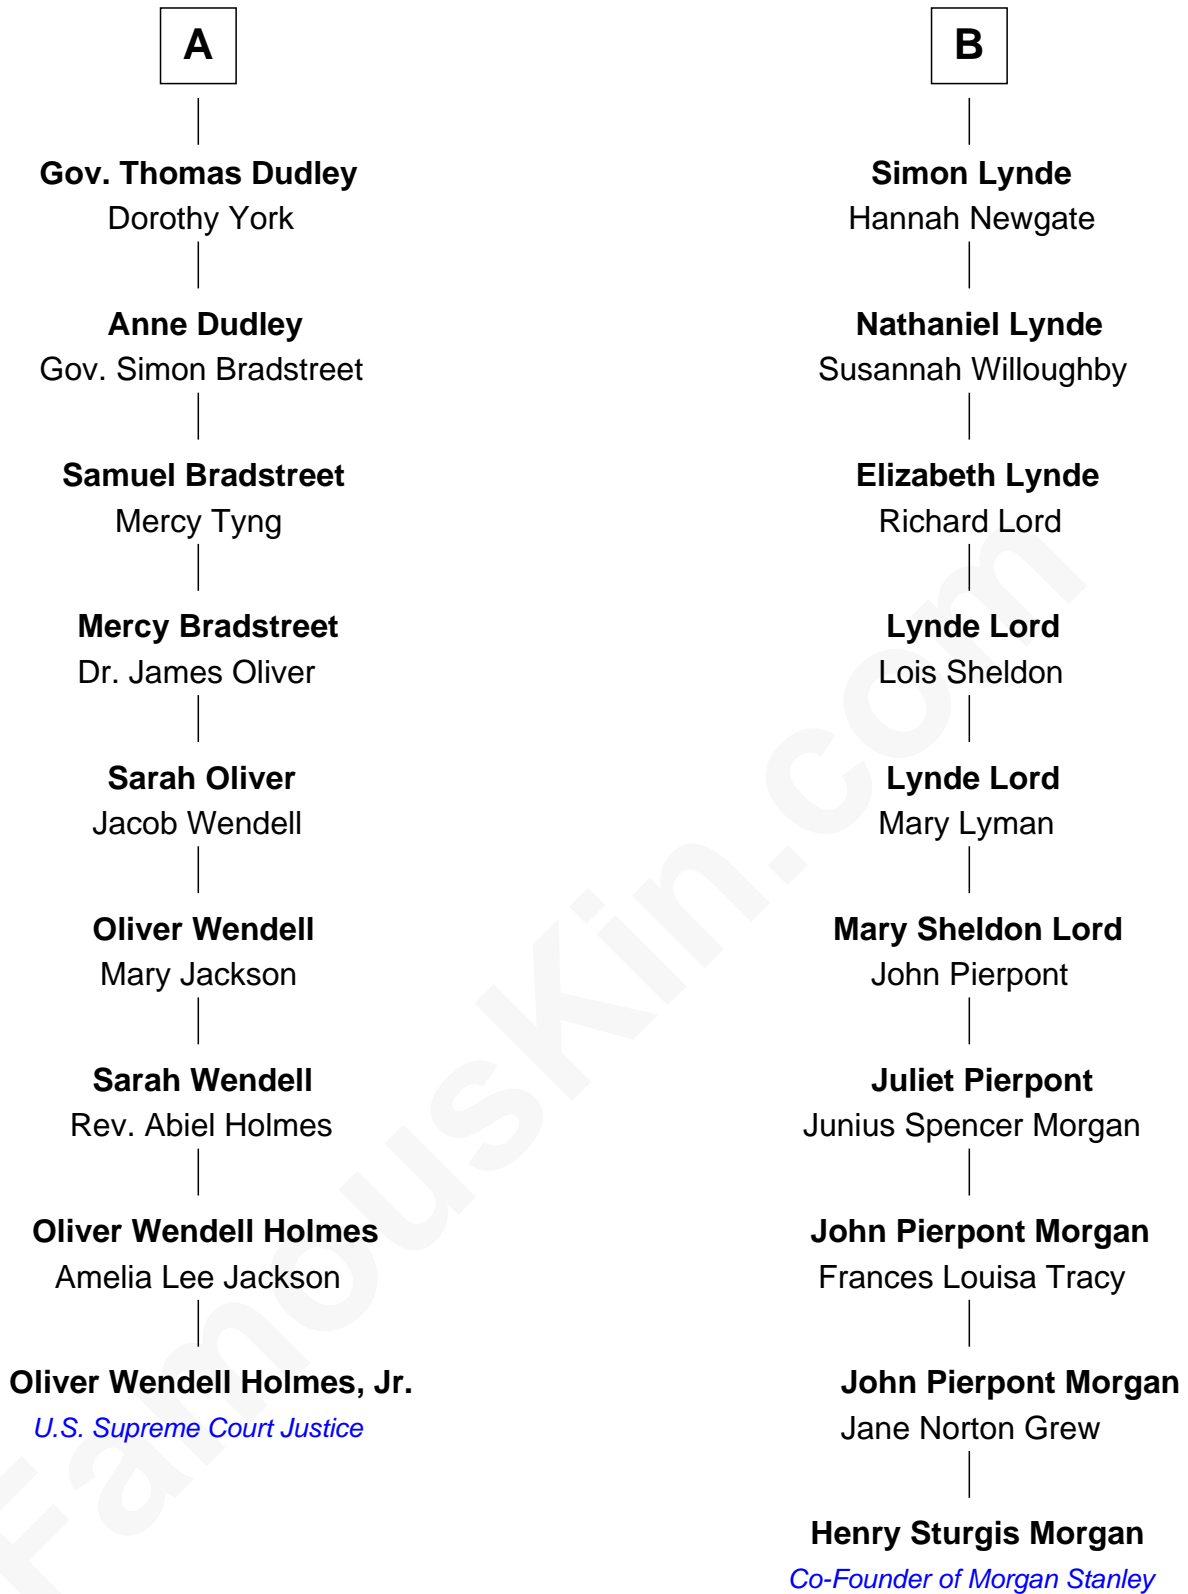 A
Gov. Thomas Dudley
Dorothy York
Anne Dudley
Gov. Simon Bradstreet
Samuel Bradstreet
Mercy Tyng
Mercy Bradstreet
Dr. James Oliver
Sarah Oliver
Jacob Wendell
Oliver Wendell
Mary Jackson
Sarah Wendell
Rev. Abiel Holmes
Oliver Wendell Holmes
Amelia Lee Jackson
Oliver Wendell Holmes, Jr.
U.S. Supreme Court Justice
B
Simon Lynde
Hannah Newgate
Nathaniel Lynde
Susannah Willoughby
Elizabeth Lynde
Richard Lord
Lynde Lord
Lois Sheldon
Lynde Lord
Mary Lyman
Mary Sheldon Lord
John Pierpont
Juliet Pierpont
Junius Spencer Morgan
John Pierpont Morgan
Frances Louisa Tracy
John Pierpont Morgan
Jane Norton Grew
Henry Sturgis Morgan
Co-Founder of Morgan Stanley
FamousKin.com